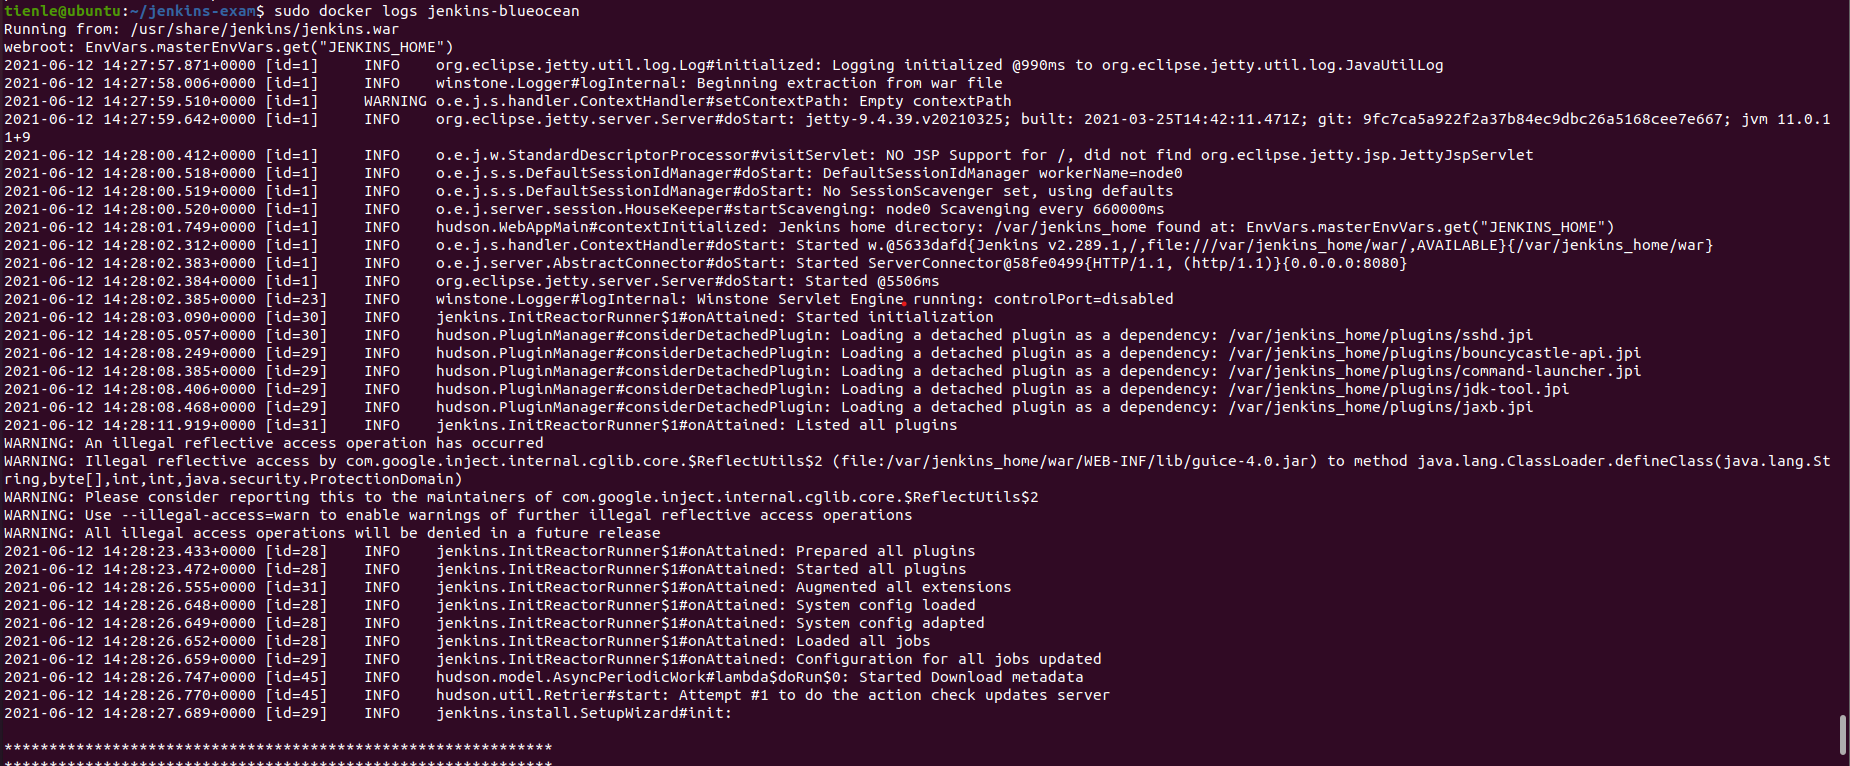 tienle@ubuntu:~/jenkins-exam$ sudo docker logs jenkins-blueocean
Running from: /usr/share/jenkins/jenkins.war
webroot: EnvVars.masterEnvVars.get("JENKINS_HOME")
2021-06-12 14:27:57.871+0000 [id=1]     INFO    org.eclipse.jetty.util.log.Log#initialized: Logging initialized @990ms to org.eclipse.jetty.util.log.JavaUtilLog
2021-06-12 14:27:58.006+0000 [id=1]     INFO    winstone.Logger#logInternal: Beginning extraction from war file
2021-06-12 14:27:59.510+0000 [id=1]     WARNING o.e.j.s.handler.ContextHandler#setContextPath: Empty contextPath
2021-06-12 14:27:59.642+0000 [id=1]     INFO    org.eclipse.jetty.server.Server#doStart: jetty-9.4.39.v20210325; built: 2021-03-25T14:42:11.471Z; git: 9fc7ca5a922f2a37b84ec9dbc26a5168cee7e667; jvm 11.0.1
1+9
2021-06-12 14:28:00.412+0000 [id=1]     INFO    o.e.j.w.StandardDescriptorProcessor#visitServlet: NO JSP Support for /, did not find org.eclipse.jetty.jsp.JettyJspServlet
2021-06-12 14:28:00.518+0000 [id=1]     INFO    o.e.j.s.s.DefaultSessionIdManager#doStart: DefaultSessionIdManager workerName=node0
2021-06-12 14:28:00.519+0000 [id=1]     INFO    o.e.j.s.s.DefaultSessionIdManager#doStart: No SessionScavenger set, using defaults
2021-06-12 14:28:00.520+0000 [id=1]     INFO    o.e.j.server.session.HouseKeeper#startScavenging: node0 Scavenging every 660000ms
2021-06-12 14:28:01.749+0000 [id=1]     INFO    hudson.WebAppMain#contextInitialized: Jenkins home directory: /var/jenkins_home found at: EnvVars.masterEnvVars.get("JENKINS_HOME")
2021-06-12 14:28:02.312+0000 [id=1]     INFO    o.e.j.s.handler.ContextHandler#doStart: Started w.@5633dafd{Jenkins v2.289.1,/,file:///var/jenkins_home/war/,AVAILABLE}{/var/jenkins_home/war}
2021-06-12 14:28:02.383+0000 [id=1]     INFO    o.e.j.server.AbstractConnector#doStart: Started ServerConnector@58fe0499{HTTP/1.1, (http/1.1)}{0.0.0.0:8080}
2021-06-12 14:28:02.384+0000 [id=1]     INFO    org.eclipse.jetty.server.Server#doStart: Started @5506ms
2021-06-12 14:28:02.385+0000 [id=23]    INFO    winstone.Logger#logInternal: Winstone Servlet Engine running: controlPort=disabled
2021-06-12 14:28:03.090+0000 [id=30]    INFO    jenkins.InitReactorRunner$1#onAttained: Started initialization
2021-06-12 14:28:05.057+0000 [id=30]    INFO    hudson.PluginManager#considerDetachedPlugin: Loading a detached plugin as a dependency: /var/jenkins_home/plugins/sshd.jpi
2021-06-12 14:28:08.249+0000 [id=29]    INFO    hudson.PluginManager#considerDetachedPlugin: Loading a detached plugin as a dependency: /var/jenkins_home/plugins/bouncycastle-api.jpi
2021-06-12 14:28:08.385+0000 [id=29]    INFO    hudson.PluginManager#considerDetachedPlugin: Loading a detached plugin as a dependency: /var/jenkins_home/plugins/command-launcher.jpi
2021-06-12 14:28:08.406+0000 [id=29]    INFO    hudson.PluginManager#considerDetachedPlugin: Loading a detached plugin as a dependency: /var/jenkins_home/plugins/jdk-tool.jpi
2021-06-12 14:28:08.468+0000 [id=29]    INFO    hudson.PluginManager#considerDetachedPlugin: Loading a detached plugin as a dependency: /var/jenkins_home/plugins/jaxb.jpi
2021-06-12 14:28:11.919+0000 [id=31]    INFO    jenkins.InitReactorRunner$1#onAttained: Listed all plugins
WARNING: An illegal reflective access operation has occurred
WARNING: Illegal reflective access by com.google.inject.internal.cglib.core.$ReflectUtils$2 (file:/var/jenkins_home/war/WEB-INF/lib/guice-4.0.jar) to method java.lang.ClassLoader.defineClass(java.lang.St
ring,byte[],int,int,java.security.ProtectionDomain)
WARNING: Please consider reporting this to the maintainers of com.google.inject.internal.cglib.core.$ReflectUtils$2
WARNING: Use --illegal-access=warn to enable warnings of further illegal reflective access operations
WARNING: All illegal access operations will be denied in a future release
2021-06-12 14:28:23.433+0000 [id=28]    INFO    jenkins.InitReactorRunner$1#onAttained: Prepared all plugins
2021-06-12 14:28:23.472+0000 [id=28]    INFO    jenkins.InitReactorRunner$1#onAttained: Started all plugins
2021-06-12 14:28:26.555+0000 [id=31]    INFO    jenkins.InitReactorRunner$1#onAttained: Augmented all extensions
2021-06-12 14:28:26.648+0000 [id=28]    INFO    jenkins.InitReactorRunner$1#onAttained: System config loaded
2021-06-12 14:28:26.649+0000 [id=28]    INFO    jenkins.InitReactorRunner$1#onAttained: System config adapted
2021-06-12 14:28:26.652+0000 [id=28]    INFO    jenkins.InitReactorRunner$1#onAttained: Loaded all jobs
2021-06-12 14:28:26.659+0000 [id=29]    INFO    jenkins.InitReactorRunner$1#onAttained: Configuration for all jobs updated
2021-06-12 14:28:26.747+0000 [id=45]    INFO    hudson.model.AsyncPeriodicWork#lambda$doRun$0: Started Download metadata
2021-06-12 14:28:26.770+0000 [id=45]    INFO    hudson.util.Retrier#start: Attempt #1 to do the action check updates server
2021-06-12 14:28:27.689+0000 [id=29]    INFO    jenkins.install.SetupWizard#init:
*************************************************************
*************************************************************